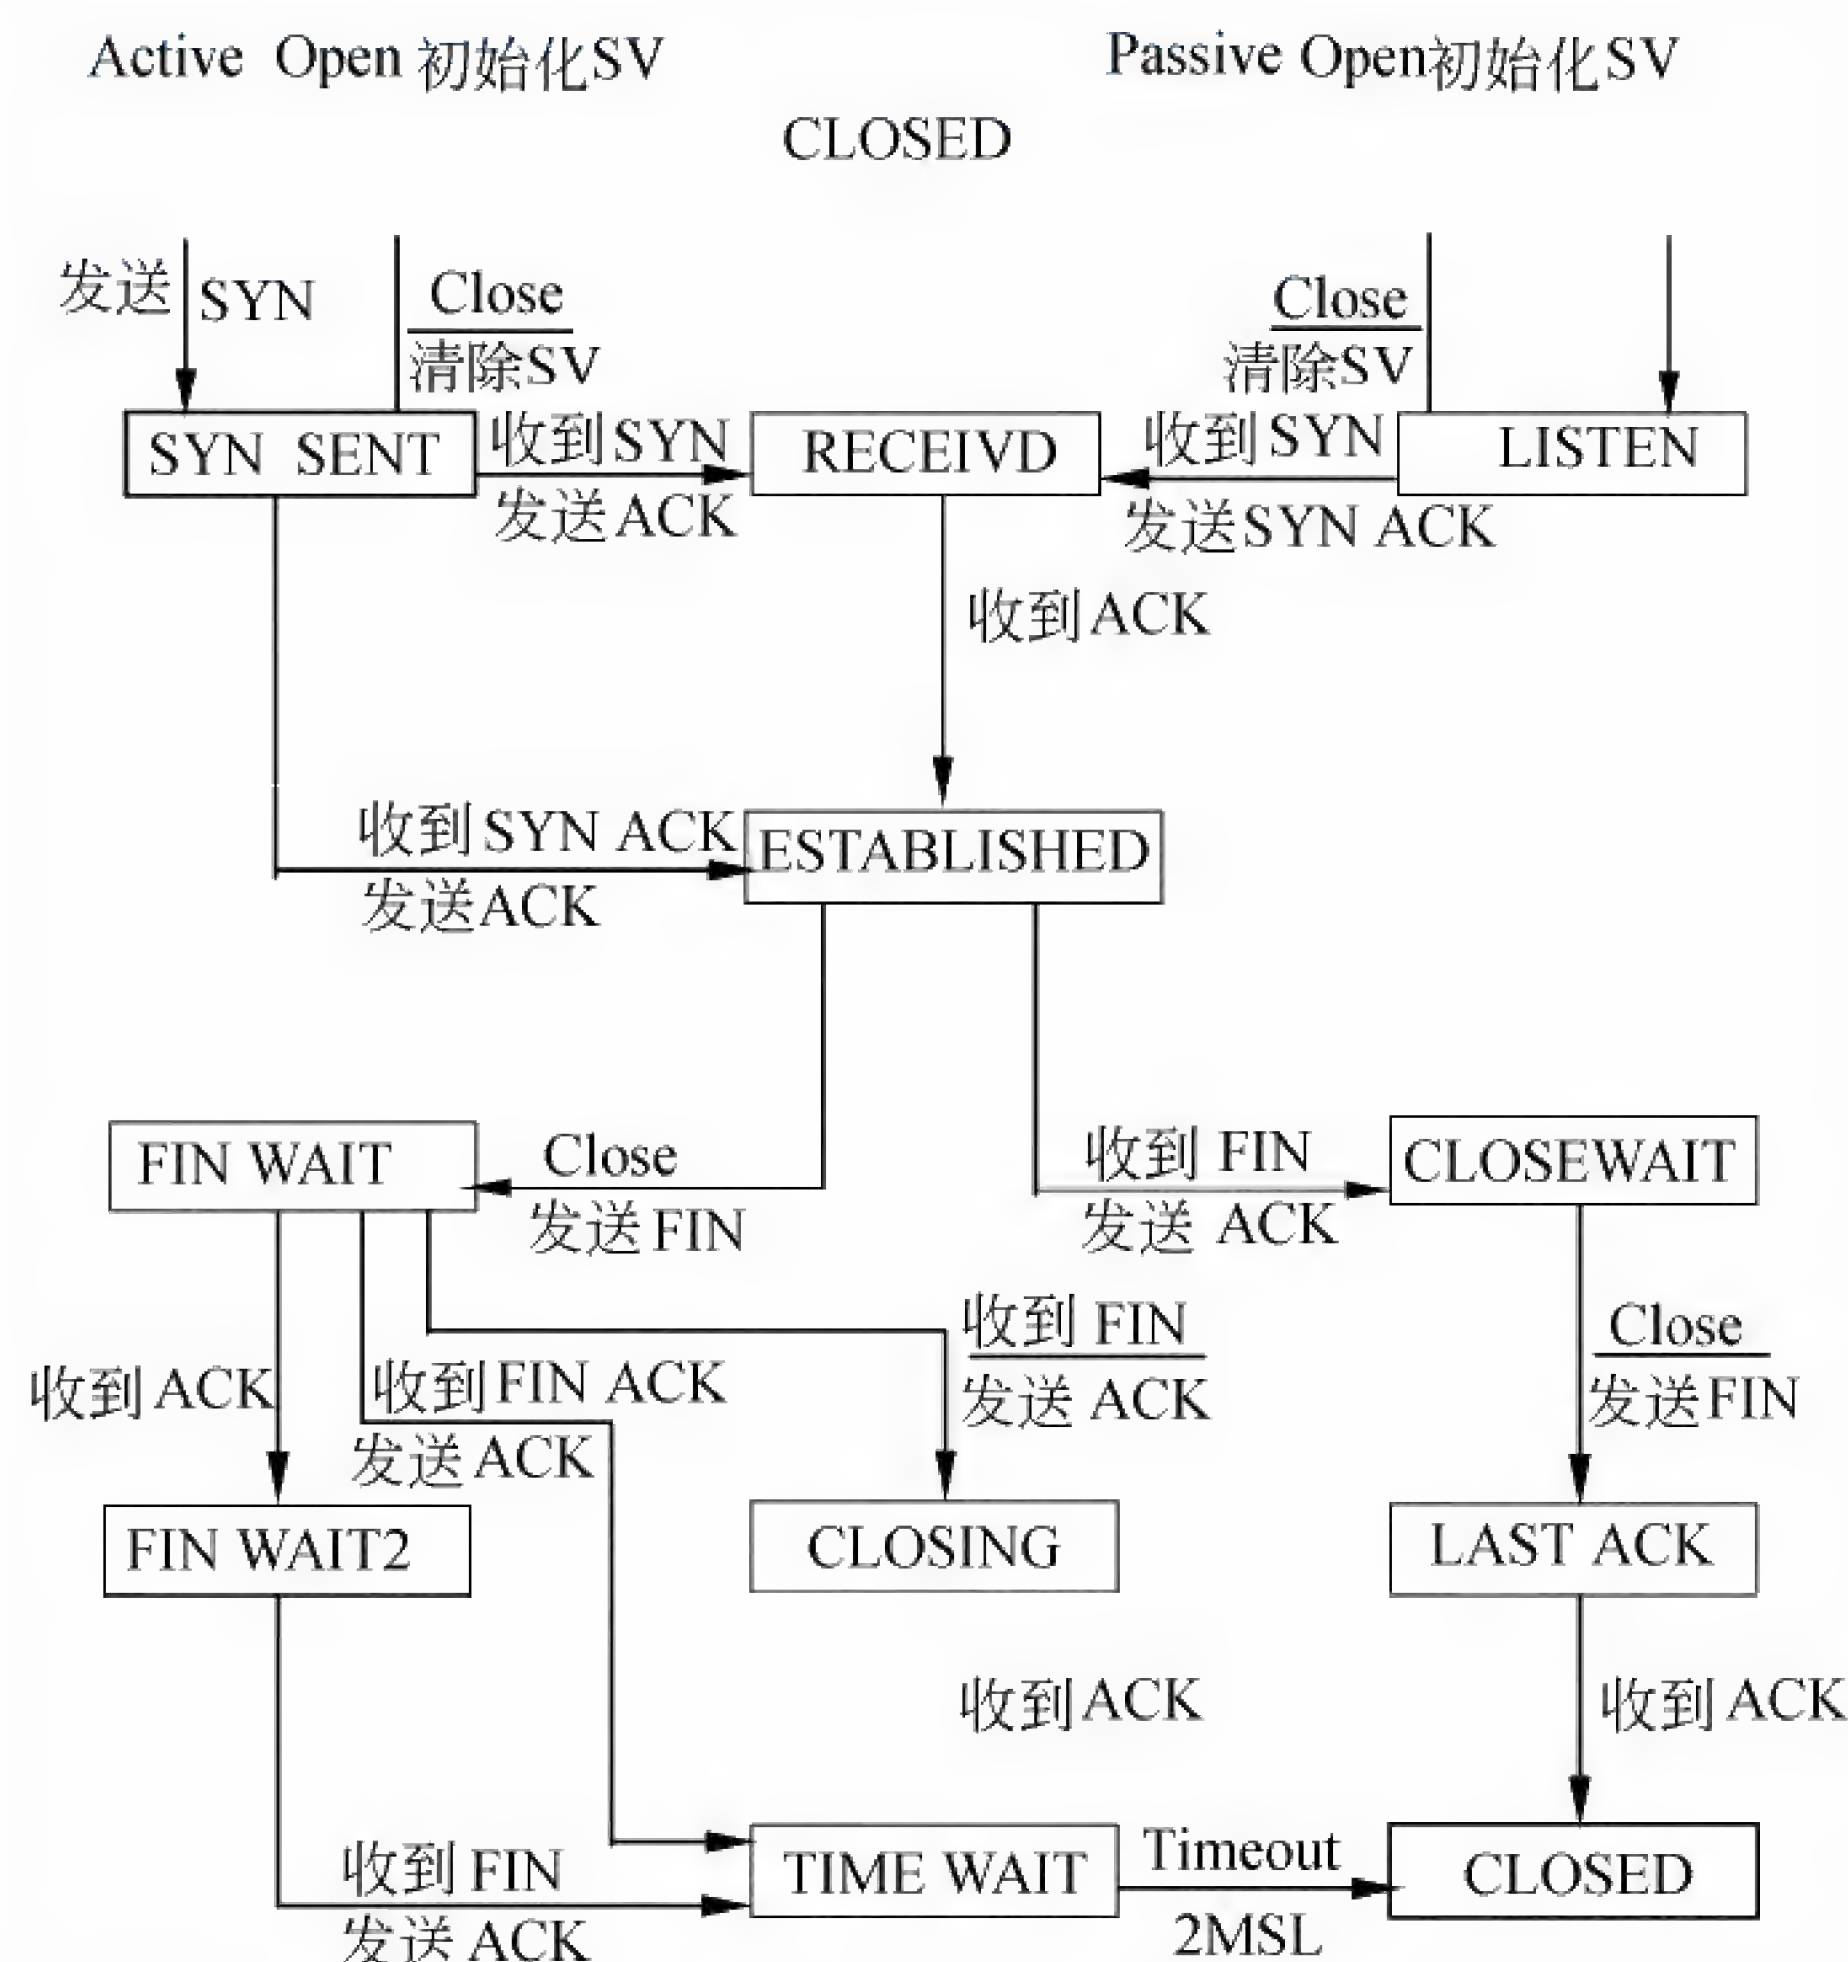 Active Open 初始化SV
Passive Open初始化SV
CLOSED
发送 SYN
Close
清除SV
Close
清除SV
SYN SENT
收到SYN
发送ACK
RECEIVD
收到SYN
发送SYN ACK
LISTEN
收到ACK
收到SYN ACK
发送ACK
ESTABLISHED
FIN WAIT
Close
发送FIN
收到 FIN
发送 ACK
CLOSEWAIT
收到ACK
收到FIN ACK
发送ACK
收到 FIN
发送 ACK
Close
发送FIN
FIN WAIT2
CLOSING
LAST ACK
收到ACK
收到ACK
收到 FIN
发送 ACK
TIME WAIT
Timeout
2MSL
CLOSED